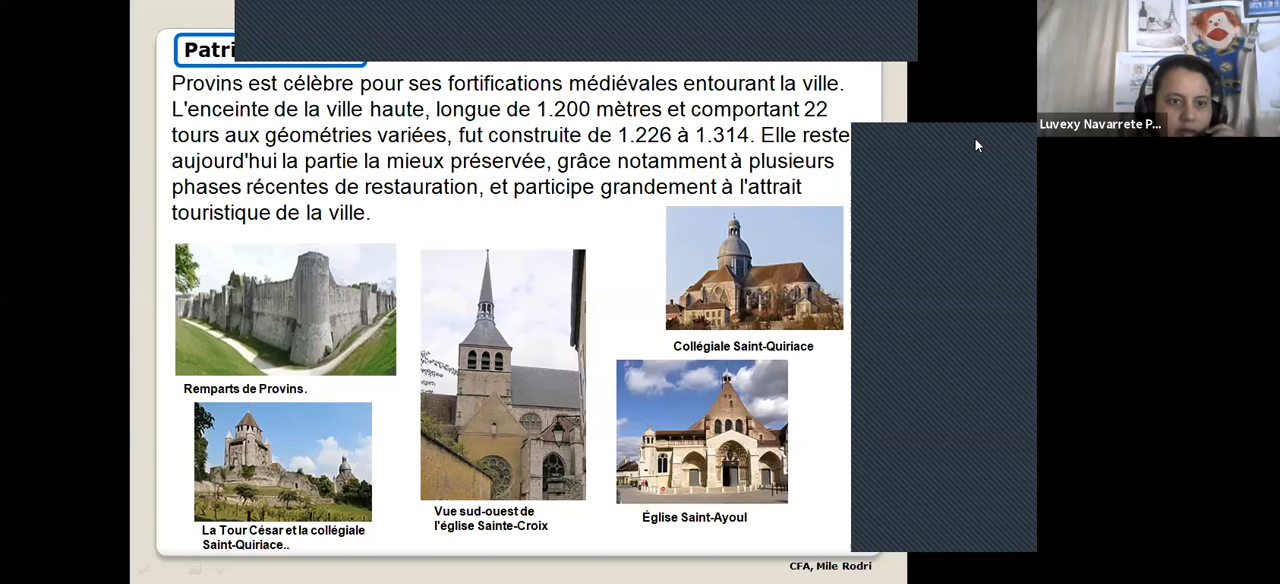 Patri
Provins est célèbre pour ses fortifications médiévales entourant la ville.
L'enceinte de la ville haute, longue de 1.200 mètres et comportant 22
tours aux géométries variées, fut construite de 1.226 à 1.314. Elle reste
aujourd'hui la partie la mieux préservée, grâce notamment à plusieurs
phases récentes de restauration, et participe grandement à l'attrait
touristique de la ville.
Luvexy Navarrete P...
Collégiale Saint-Quiriace
Remparts de Provins.
Vue sud-ouest de
l'église Sainte-Croix
Église Saint-Ayoul
La Tour César et la collégiale
Saint-Quiriace..
CFA, Mile Rodri